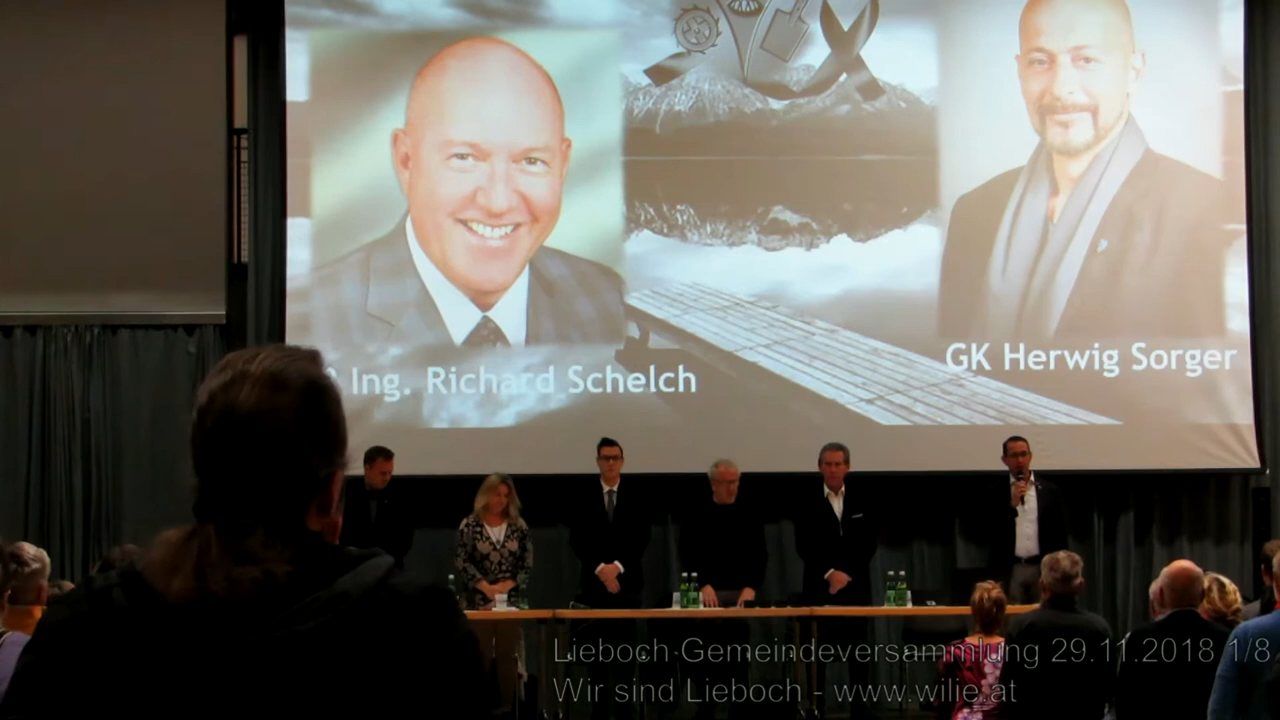 GK Herwig Sorger
Ing. Richard Schelch
Lieboch Gemeindeversammlung 29.11.2018 1/8
Wir sind Lieboch - www.wilie.at